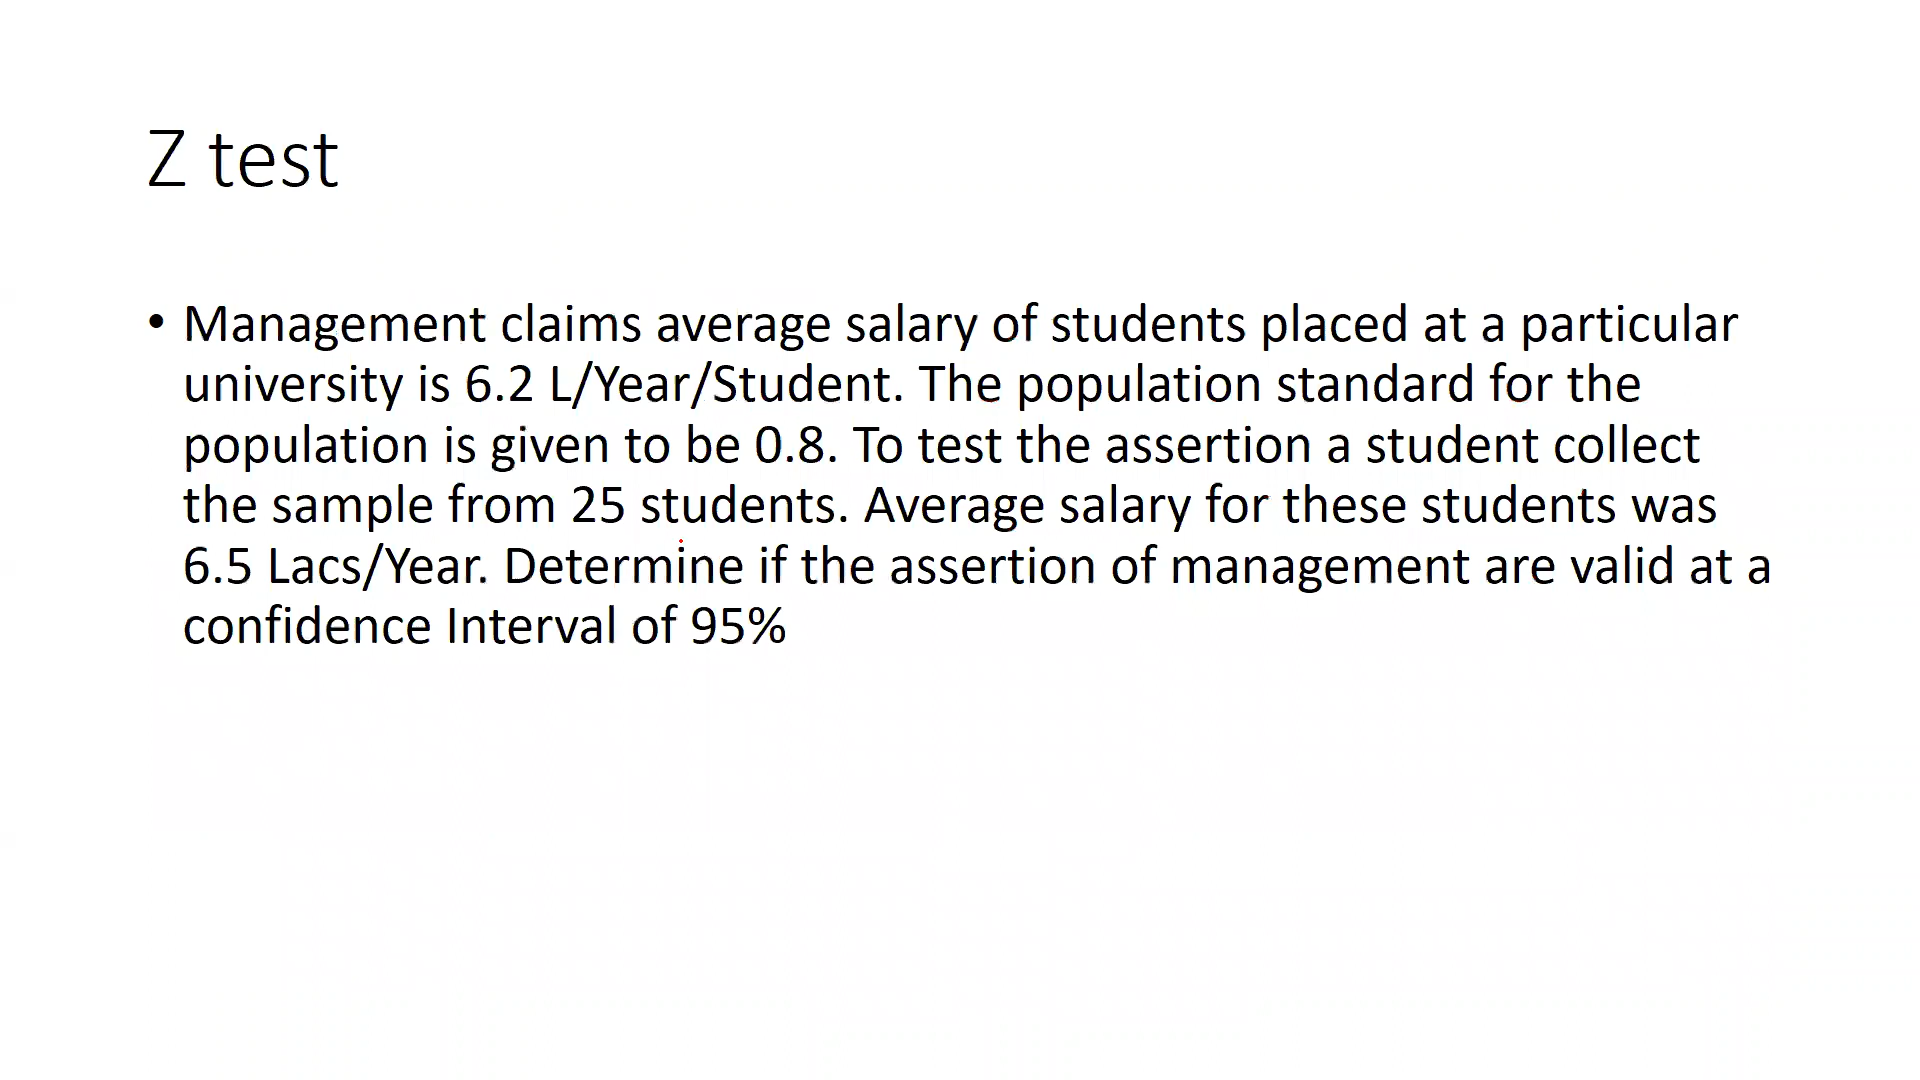 Z test
• Management claims average salary of students placed at a particular
university is 6.2 L/Year/Student. The population standard for the
population is given to be 0.8. To test the assertion a student collect
the sample from 25 students. Average salary for these students was
6.5 Lacs/Year. Determine if the assertion of management are valid at a
confidence Interval of 95%